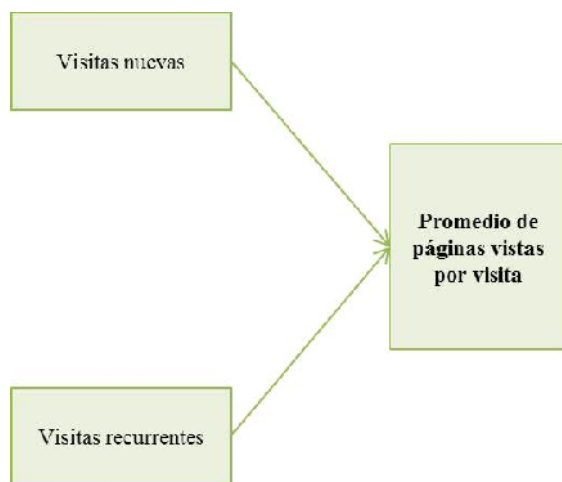 Visitas nuevas
Promedio de
páginas vistas
por visita
Visitas recurrentes